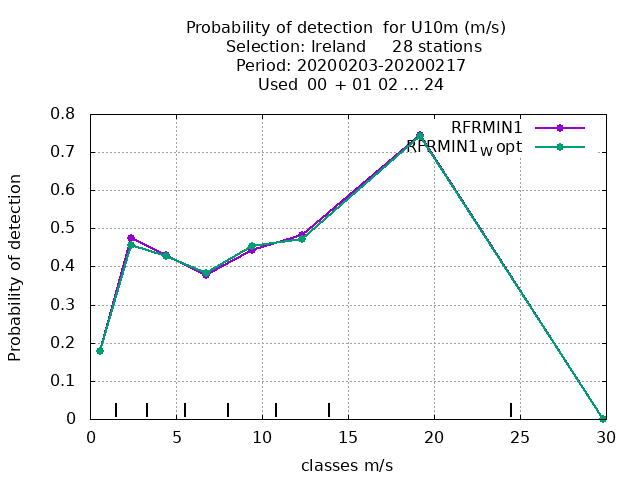 Probability of detection  for U10m (m/s)
Selection: Ireland     28 stations
Period: 20200203-20200217
Used  00  + 01 02 ... 24
RFRMIN1
RFRMIN1W opt
0.8
0.7
0.6
0.5
0.4
0.3
0.2
0.1
0
Probability of detection
0 5 10 15 20 25 30
classes m/s